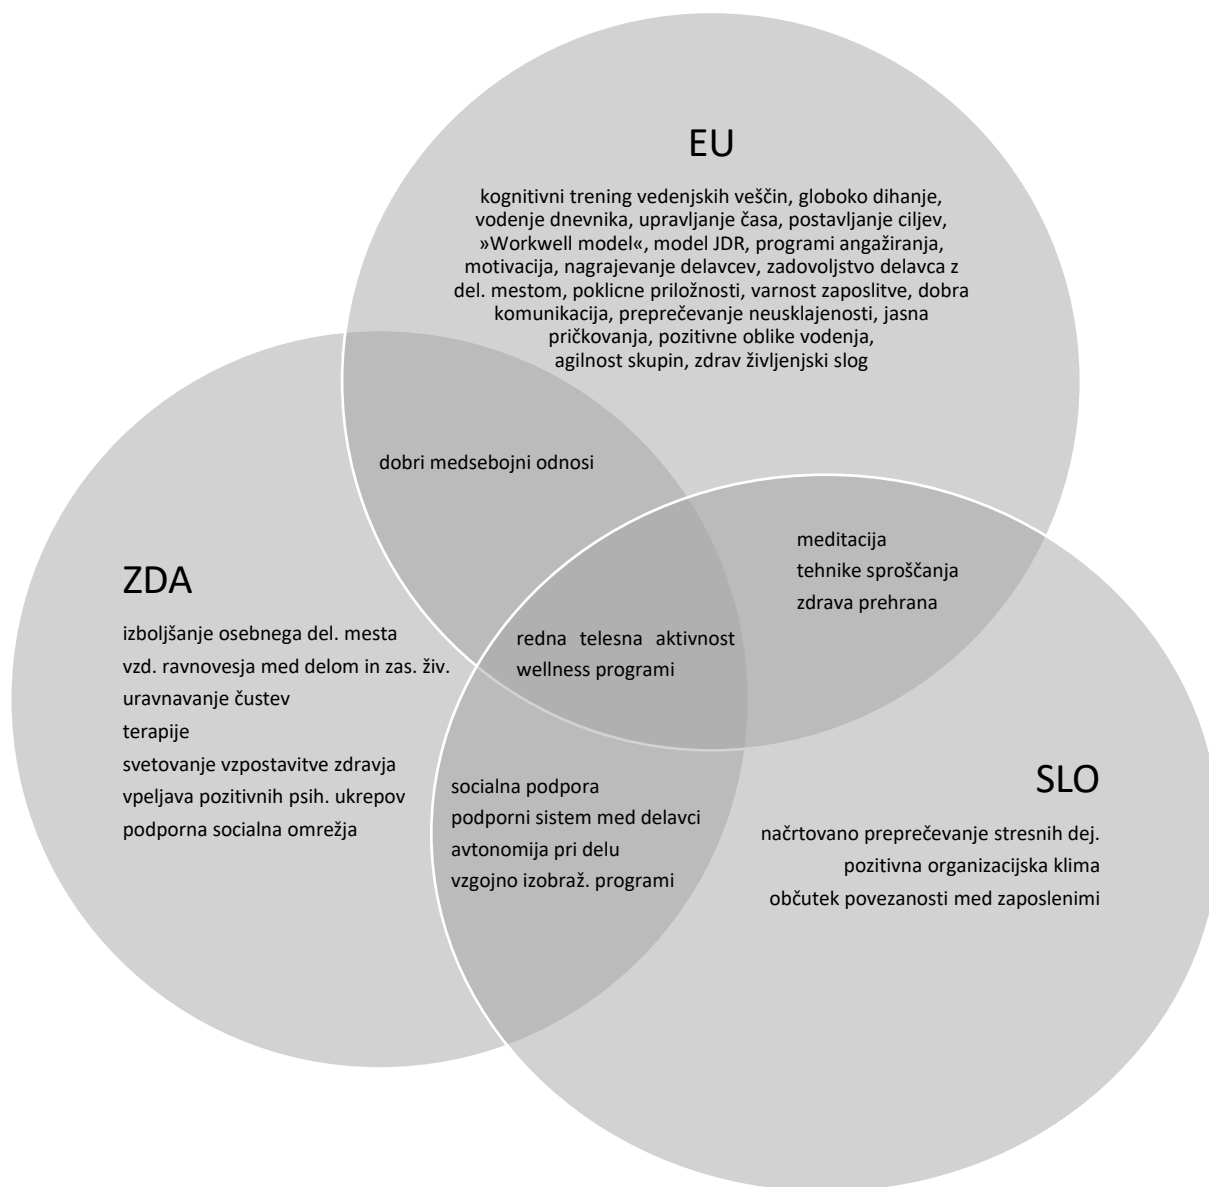 EU
kognitivni trening vedenjskih veščin, globoko dihanje,
vodenje dnevnika, upravljanje časa, postavljanje ciljev,
»Workwell model«, model JDR, programi angažiranja,
motivacija, nagrajevanje delavcev, zadovoljstvo delavca z
del. mestom, poklicne priložnosti, varnost zaposlitve, dobra
komunikacija, preprečevanje neusklajenosti, jasna
pričkovanja, pozitivne oblike vodenja,
agilnost skupin, zdrav življenjski slog
dobri medsebojni odnosi
meditacija
tehnike sproščanja
zdrava prehrana
redna telesna aktivnost
wellness programi
ZDA
izboljšanje osebnega del. mesta
vzd. ravnovesja med delom in zas. živ.
uravnavanje čustev
terapije
svetovanje vzpostavitve zdravja
vpeljava pozitivnih psih. ukrepov
podporna socialna omrežja
socialna podpora
podporni sistem med delavci
avtonomija pri delu
vzgojno izobraž. programi
SLO
načrtovano preprečevanje stresnih dej.
pozitivna organizacijska klima
občutek povezanosti med zaposlenimi